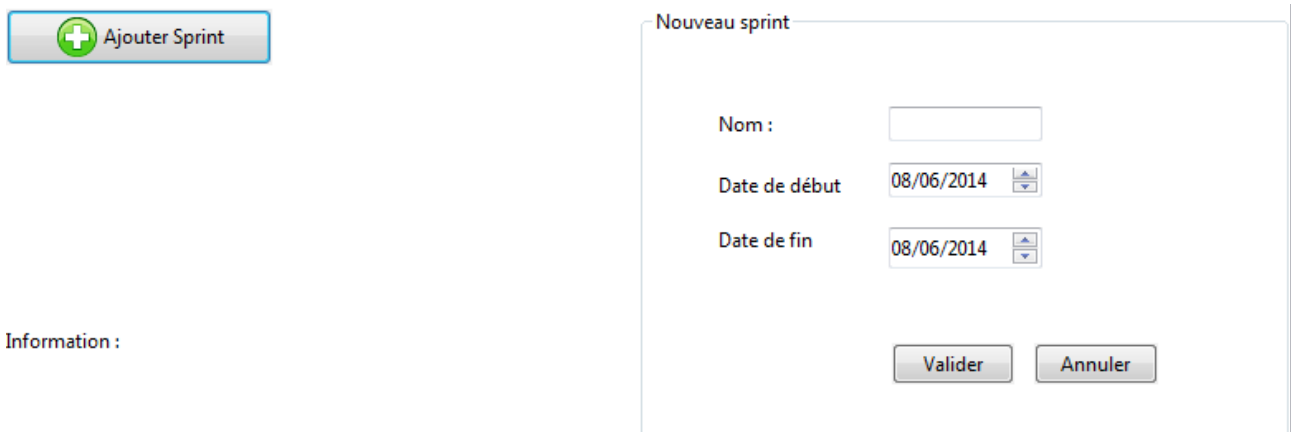 Ajouter Sprint
Nouveau sprint
Nom :
Date de début
08/06/2014
Date de fin
08/06/2014
Information :
Valider
Annuler